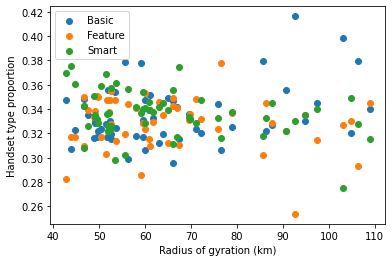 Basic
Feature
Smart
0.42
0.40
0.38
0.36
0.34
0.32
0.30
0.28
0.26
Handset type proportion
40 50 60 70 80 90 100 110
Radius of gyration (km)